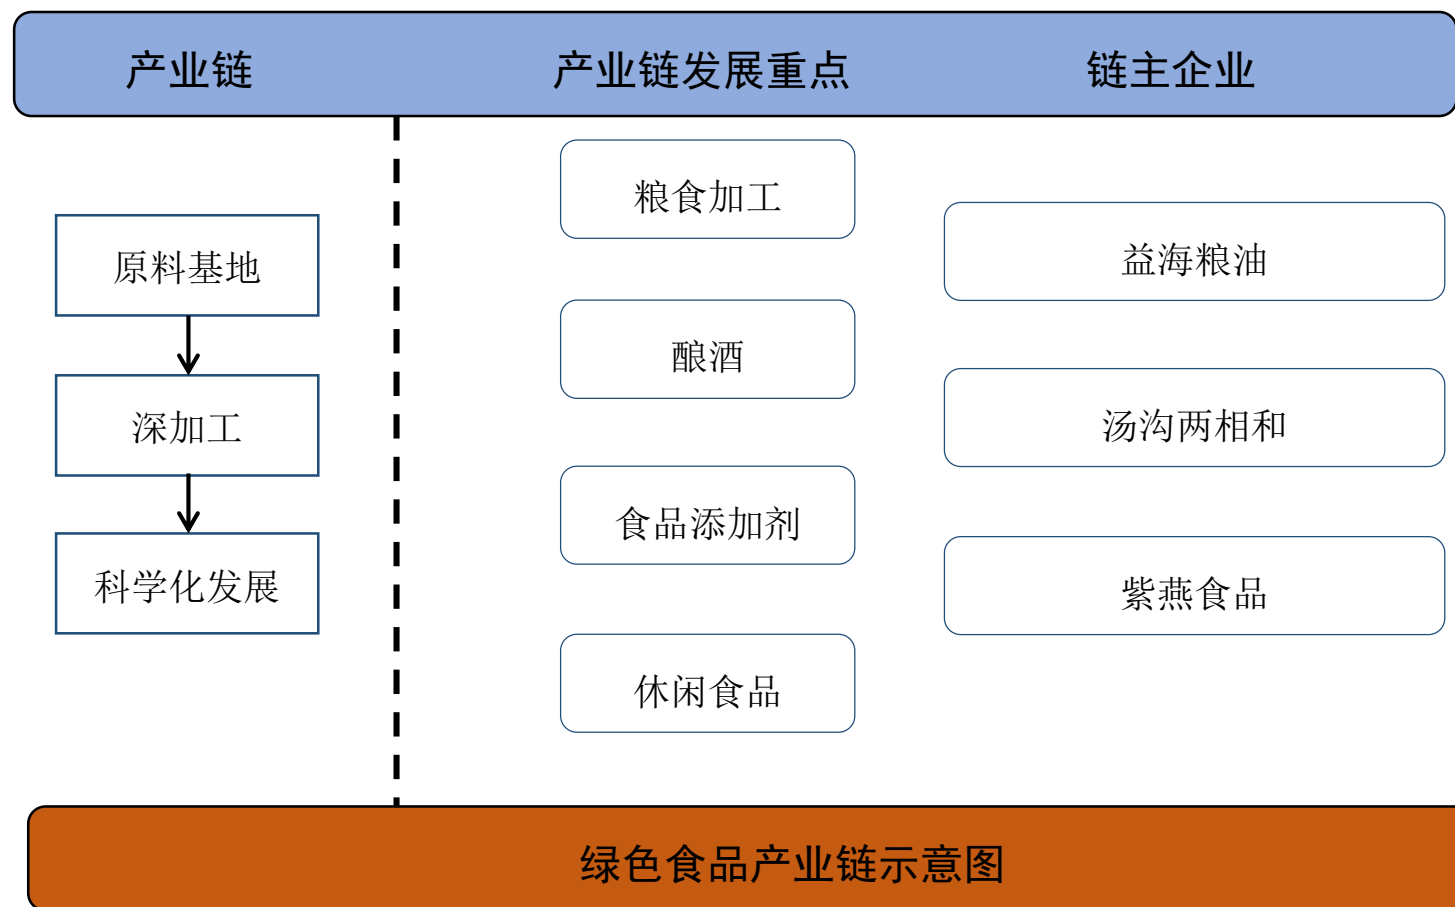 产业链
产业链发展重点
链主企业
原料基地
深加工
科学化发展
粮食加工
酿酒
食品添加剂
休闲食品
益海粮油
汤沟两相和
紫燕食品
绿色食品产业链示意图